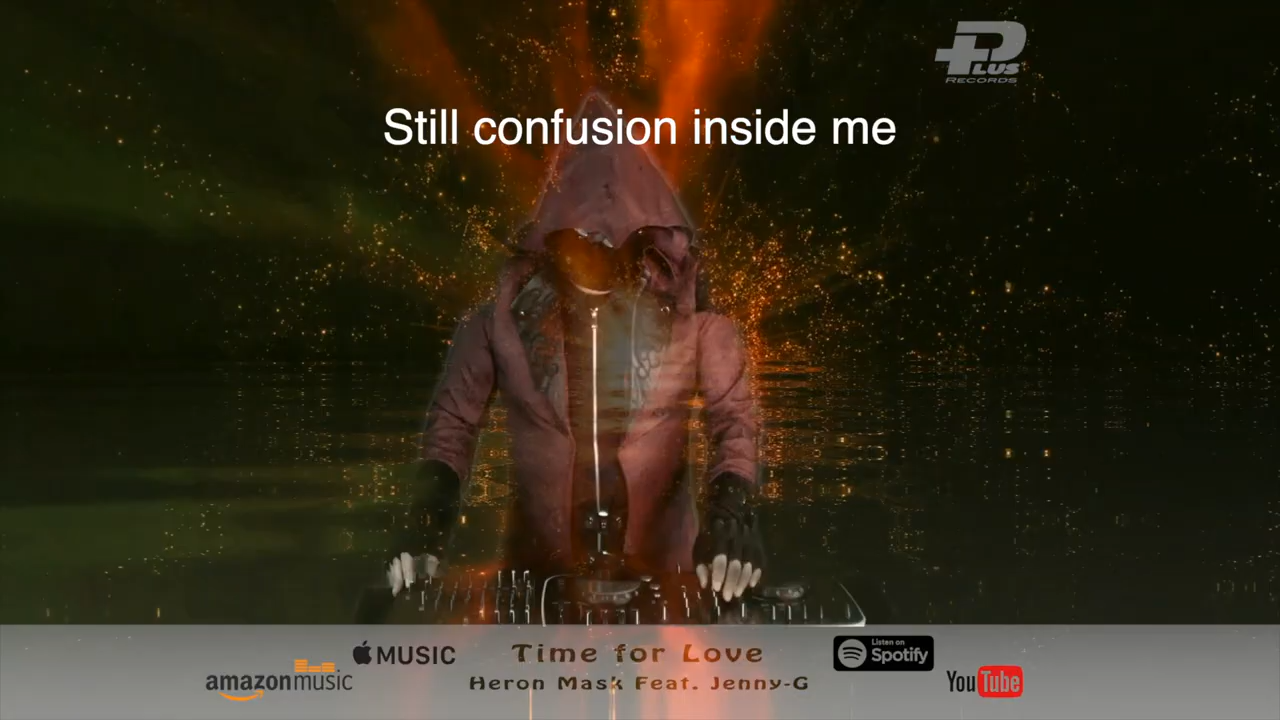 PLUS
RECORDS
Still confusion inside me
MUSIC
Time for Love
Listen on
Spotify
amazonmusic
Heron Mask Feat. Jenny-G
YouTube